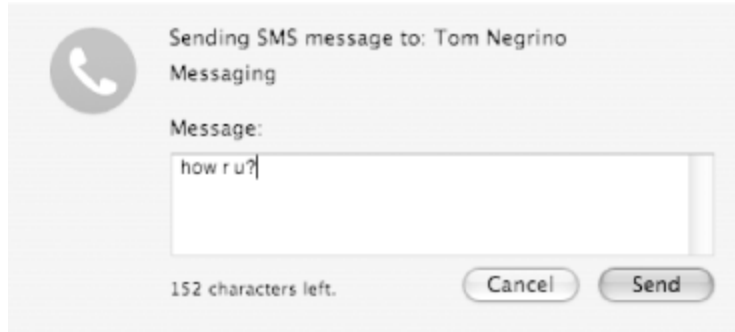 Sending SMS message to: Tom Negrino
Messaging
Message:
how r u?
152 characters left.
Cancel
Send